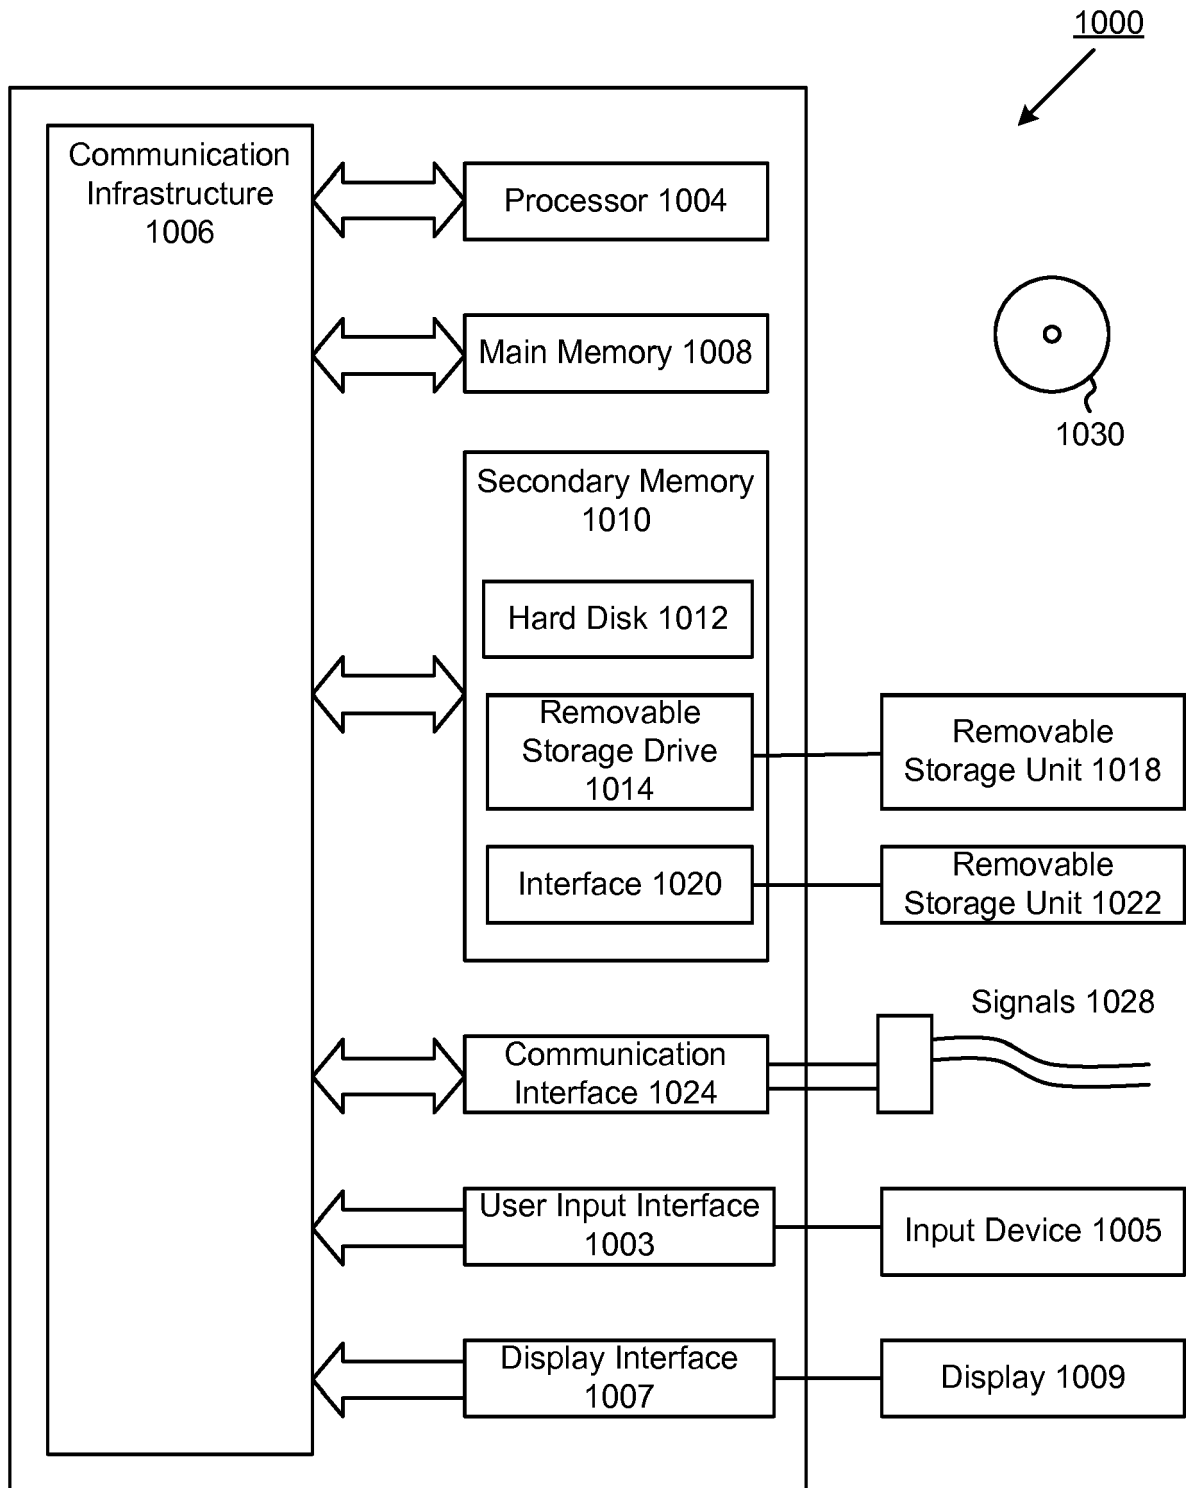 1000
Communication
Infrastructure
1006
Processor 1004
Main Memory 1008
1030
Secondary Memory
1010
Hard Disk 1012
Removable
Storage Drive
1014
Removable
Storage Unit 1018
Interface 1020
Removable
Storage Unit 1022
Signals 1028
Communication
Interface 1024
User Input Interface
1003
Input Device 1005
Display Interface
1007
Display 1009